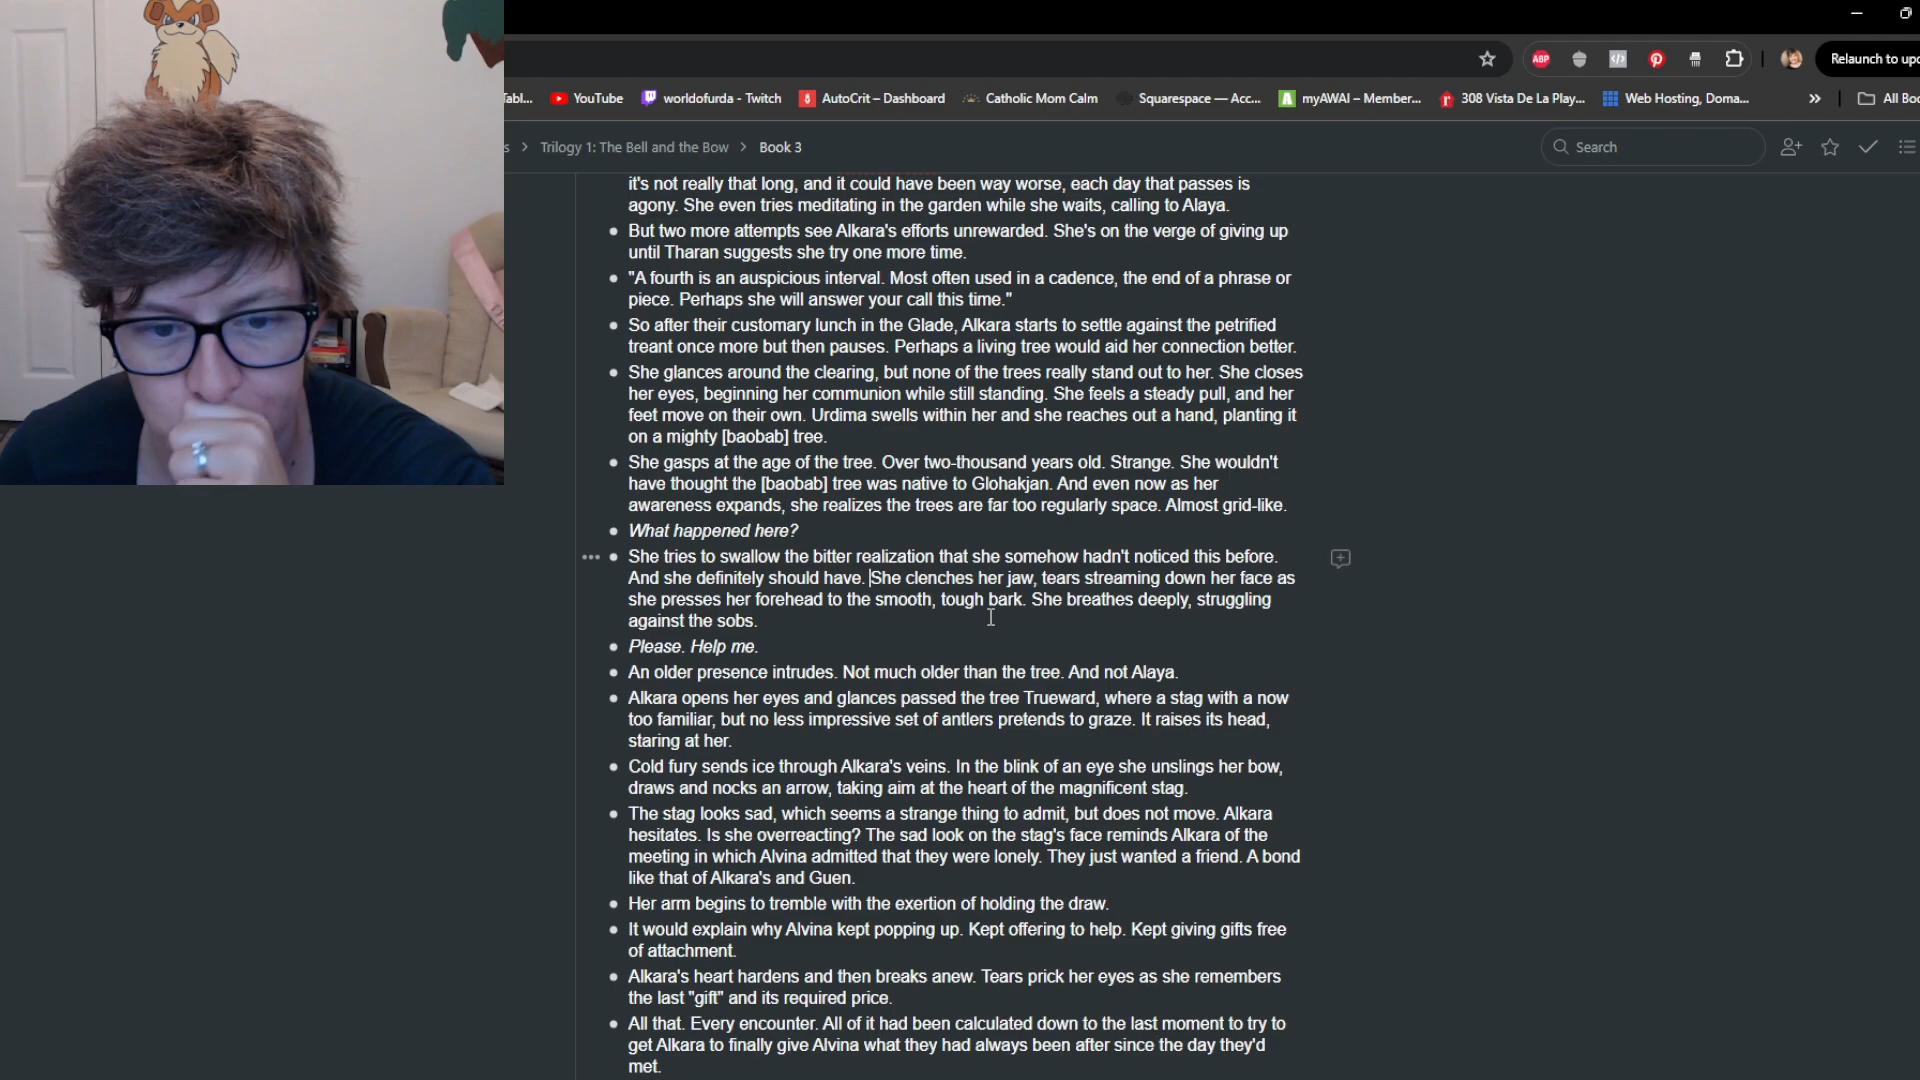 Relaunch to upd
ABP
Tabl...
YouTube
worldofurda - Twitch
AutoCrit – Dashboard
Catholic Mom Calm
Squarespace — Acc...
myAWAI – Member...
308 Vista De La Play...
Web Hosting, Doma...
»
All Boo
s > Trilogy 1: The Bell and the Bow > Book 3
Search
it's not really that long, and it could have been way worse, each day that passes is
agony. She even tries meditating in the garden while she waits, calling to Alaya.
But two more attempts see Alkara's efforts unrewarded. She's on the verge of giving up
until Tharan suggests she try one more time.
"A fourth is an auspicious interval. Most often used in a cadence, the end of a phrase or
piece. Perhaps she will answer your call this time."
So after their customary lunch in the Glade, Alkara starts to settle against the petrified
treant once more but then pauses. Perhaps a living tree would aid her connection better.
She glances around the clearing, but none of the trees really stand out to her. She closes
her eyes, beginning her communion while still standing. She feels a steady pull, and her
feet move on their own. Urdima swells within her and she reaches out a hand, planting it
on a mighty [baobab] tree.
She gasps at the age of the tree. Over two-thousand years old. Strange. She wouldn't
have thought the [baobab] tree was native to Glohakjan. And even now as her
awareness expands, she realizes the trees are far too regularly space. Almost grid-like.
What happened here?
She tries to swallow the bitter realization that she somehow hadn't noticed this before.
And she definitely should have. She clenches her jaw, tears streaming down her face as
she presses her forehead to the smooth, tough bark. She breathes deeply, struggling
against the sobs.
Please. Help me.
An older presence intrudes. Not much older than the tree. And not Alaya.
Alkara opens her eyes and glances passed the tree Trueward, where a stag with a now
too familiar, but no less impressive set of antlers pretends to graze. It raises its head,
staring at her.
Cold fury sends ice through Alkara's veins. In the blink of an eye she unslings her bow,
draws and nocks an arrow, taking aim at the heart of the magnificent stag.
The stag looks sad, which seems a strange thing to admit, but does not move. Alkara
hesitates. Is she overreacting? The sad look on the stag's face reminds Alkara of the
meeting in which Alvina admitted that they were lonely. They just wanted a friend. A bond
like that of Alkara's and Guen.
Her arm begins to tremble with the exertion of holding the draw.
It would explain why Alvina kept popping up. Kept offering to help. Kept giving gifts free
of attachment.
Alkara's heart hardens and then breaks anew. Tears prick her eyes as she remembers
the last "gift" and its required price.
All that. Every encounter. All of it had been calculated down to the last moment to try to
get Alkara to finally give Alvina what they had always been after since the day they'd
met.